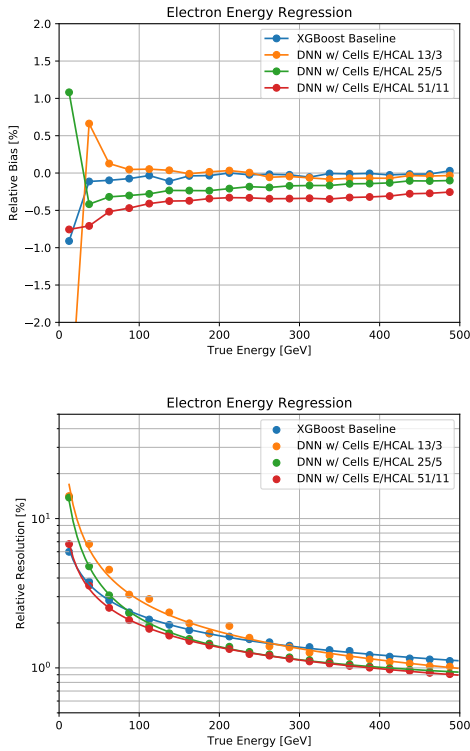 Electron Energy Regression
2.0
1.5
1.0
0.5
0.0
−0.5
−1.0
−1.5
−2.0
Relative Bias [%]
XGBoost Baseline
DNN w/ Cells E/HCAL 13/3
DNN w/ Cells E/HCAL 25/5
DNN w/ Cells E/HCAL 51/11
0 100 200 300 400 500
True Energy [GeV]
Electron Energy Regression
10¹
10⁰
Relative Resolution [%]
XGBoost Baseline
DNN w/ Cells E/HCAL 13/3
DNN w/ Cells E/HCAL 25/5
DNN w/ Cells E/HCAL 51/11
0 100 200 300 400 500
True Energy [GeV]